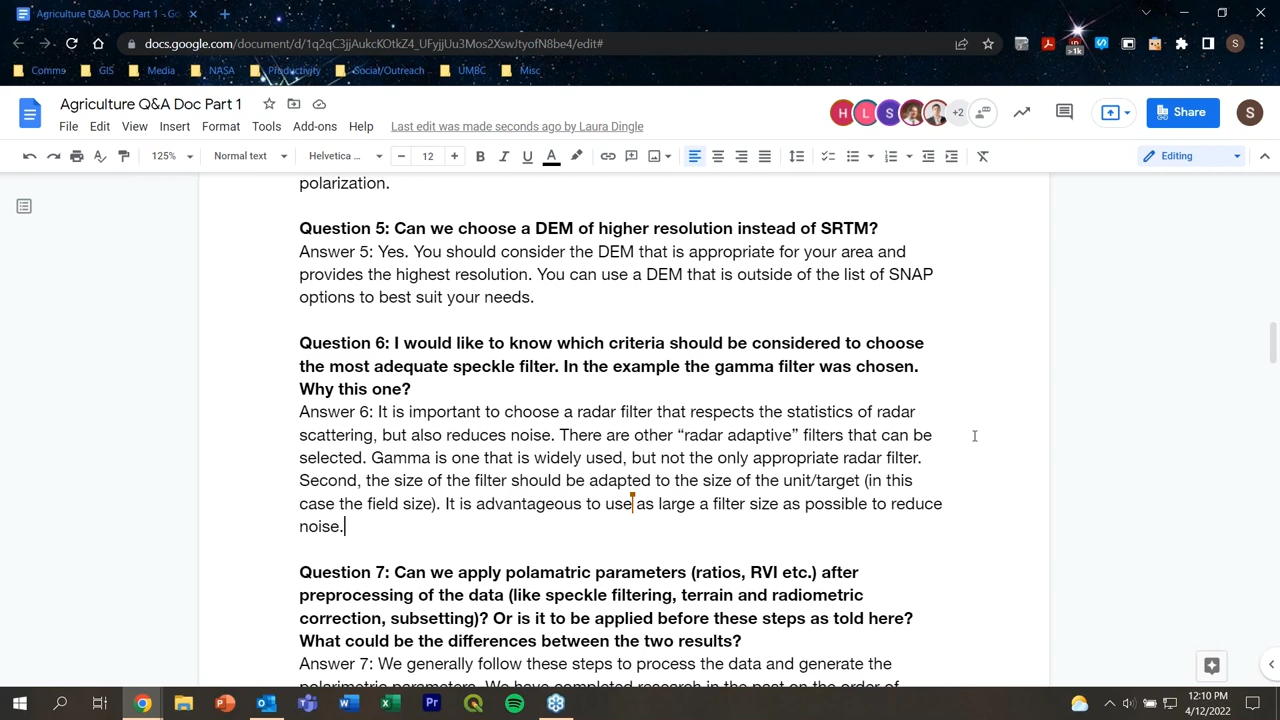 Agriculture Q&A Doc Part 1 - Go
docs.google.com/document/d/1q2qC3jjAukcKOtkZ4_UFyjjUu3Mos2XswJtyofN8be4/edit#
>1k
S
Comms
GIS
Media
NASA
Productivity
Social/Outreach
UMBC
Misc
Agriculture Q&A Doc Part 1
H L S +2
Share
S
File Edit View Insert Format Tools Add-ons Help Last edit was made seconds ago by Laura Dingle
125% Normal text Helvetica ... 12 B I U A Editing
polarization.
Question 5: Can we choose a DEM of higher resolution instead of SRTM?
Answer 5: Yes. You should consider the DEM that is appropriate for your area and
provides the highest resolution. You can use a DEM that is outside of the list of SNAP
options to best suit your needs.
Question 6: I would like to know which criteria should be considered to choose
the most adequate speckle filter. In the example the gamma filter was chosen.
Why this one?
Answer 6: It is important to choose a radar filter that respects the statistics of radar
scattering, but also reduces noise. There are other “radar adaptive” filters that can be
selected. Gamma is one that is widely used, but not the only appropriate radar filter.
Second, the size of the filter should be adapted to the size of the unit/target (in this
case the field size). It is advantageous to use as large a filter size as possible to reduce
noise.
Question 7: Can we apply polamatric parameters (ratios, RVI etc.) after
preprocessing of the data (like speckle filtering, terrain and radiometric
correction, subsetting)? Or is it to be applied before these steps as told here?
What could be the differences between the two results?
Answer 7: We generally follow these steps to process the data and generate the
polarimetric parameters. We have completed research in the past on the order of
12:10 PM
4/12/2022